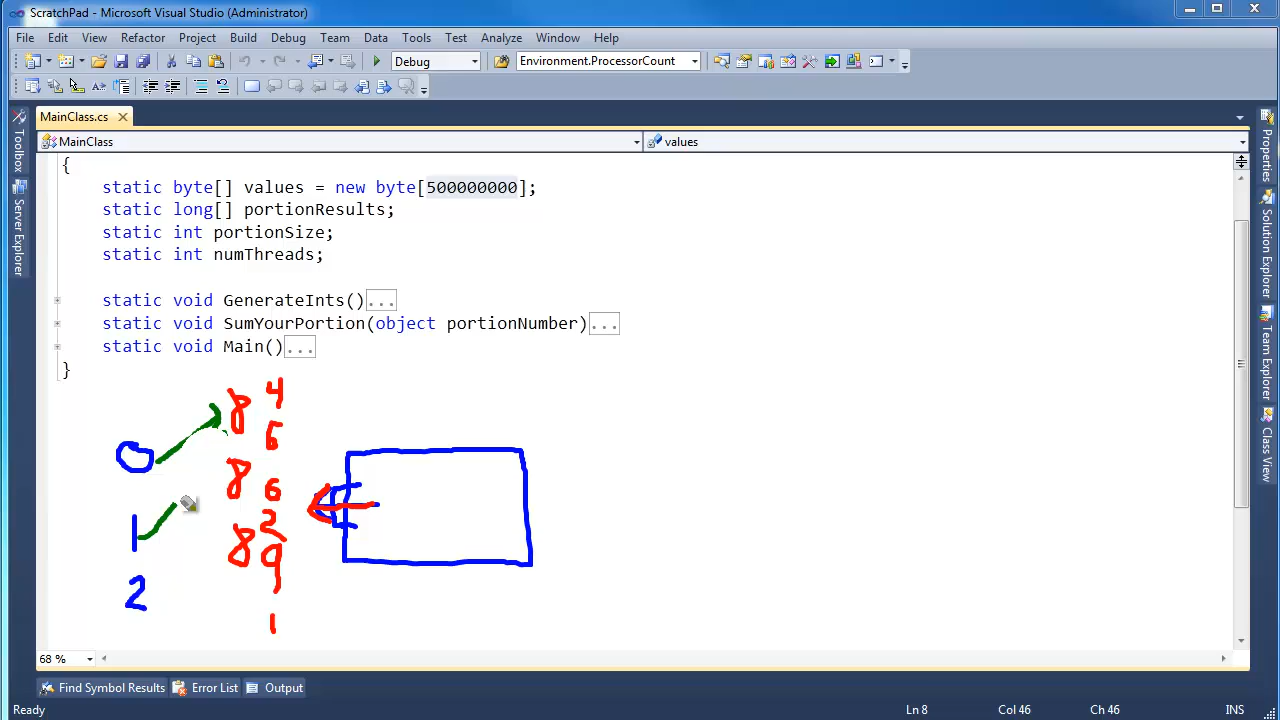 ScratchPad - Microsoft Visual Studio (Administrator)
File Edit View Refactor Project Build Debug Team Data Tools Test Analyze Window Help
Debug Environment.ProcessorCount
MainClass.cs
MainClass values
{
static byte[] values = new byte[500000000];
static long[] portionResults;
static int portionSize;
static int numThreads;
static void GenerateInts()...
static void SumYourPortion(object portionNumber)...
static void Main()...
}
8 4
0
8 6
1
8 2
9
2
1
68 %
Find Symbol Results Error List Output
Ready Ln 8 Col 46 Ch 46 INS
Toolbox
Server Explorer
Properties
Solution Explorer
Team Explorer
Class View